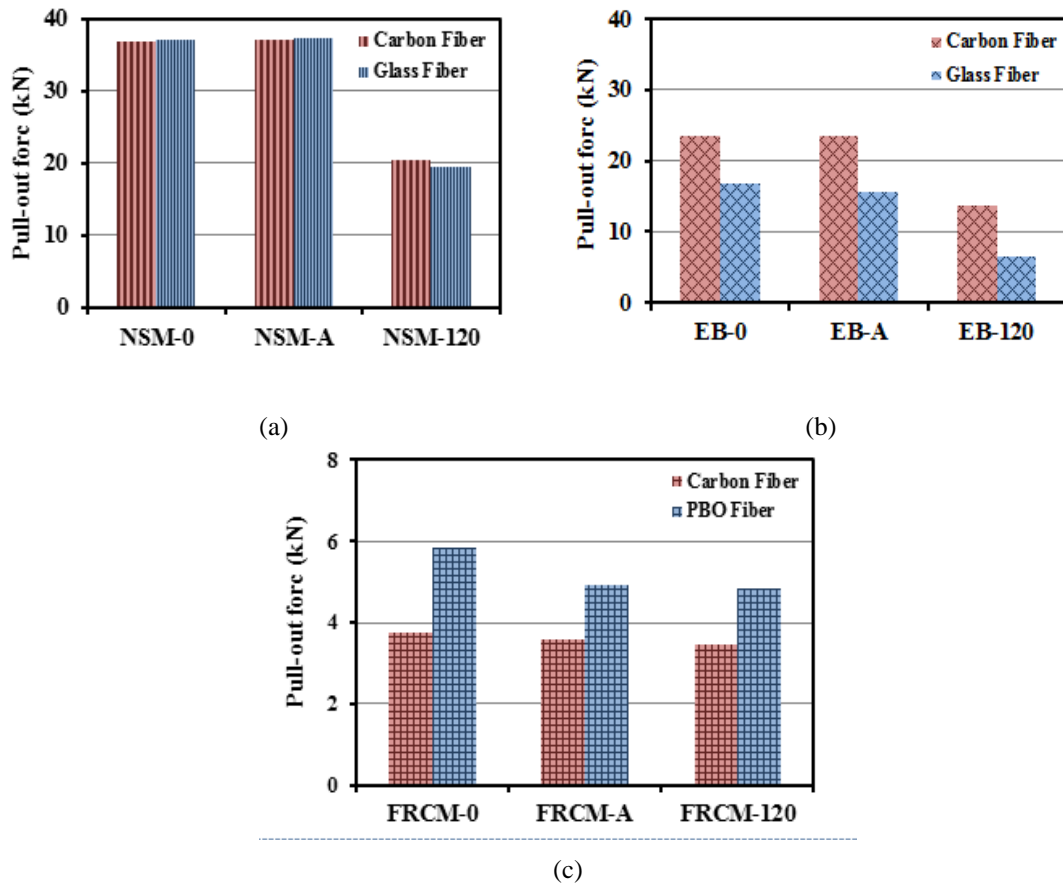 40
30
20
10
0
Pull-out forc (kN)
Carbon Fiber
Glass Fiber
NSM-0 NSM-A NSM-120
(a)
40
30
20
10
0
Pull-out forc (kN)
Carbon Fiber
Glass Fiber
EB-0 EB-A EB-120
(b)
8
6
4
2
0
Pull-out forc (kN)
Carbon Fiber
PBO Fiber
FRCM-0 FRCM-A FRCM-120
(c)